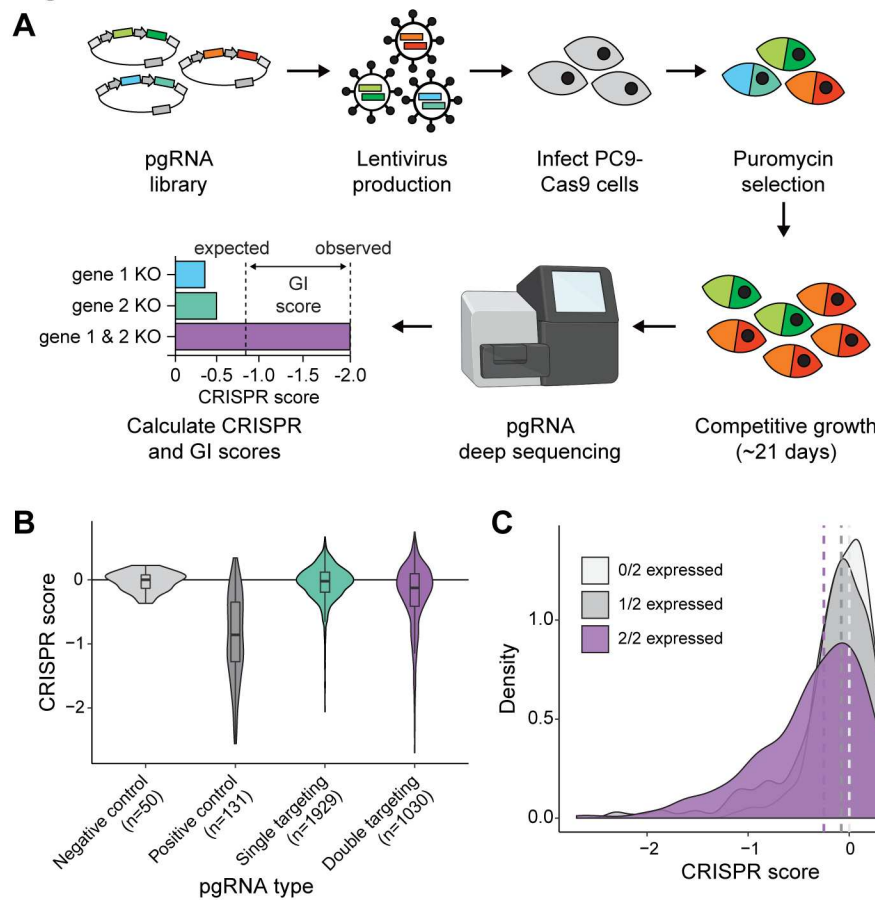 A
pgRNA
library
Lentivirus
production
Infect PC9-
Cas9 cells
Puromycin
selection
expected
observed
gene 1 KO
gene 2 KO
gene 1 & 2 KO
GI
score
0
-0.5
-1.0
-1.5
-2.0
CRISPR score
Calculate CRISPR
and GI scores
pgRNA
deep sequencing
Competitive growth
(~21 days)
B
CRISPR score
0
−1
−2
Negative control
(n=50)
Positive control
(n=131)
Single targeting
(n=1929)
Double targeting
(n=1030)
pgRNA type
C
0/2 expressed
1/2 expressed
2/2 expressed
Density
1.0
0.5
0.0
−2
−1
0
CRISPR score